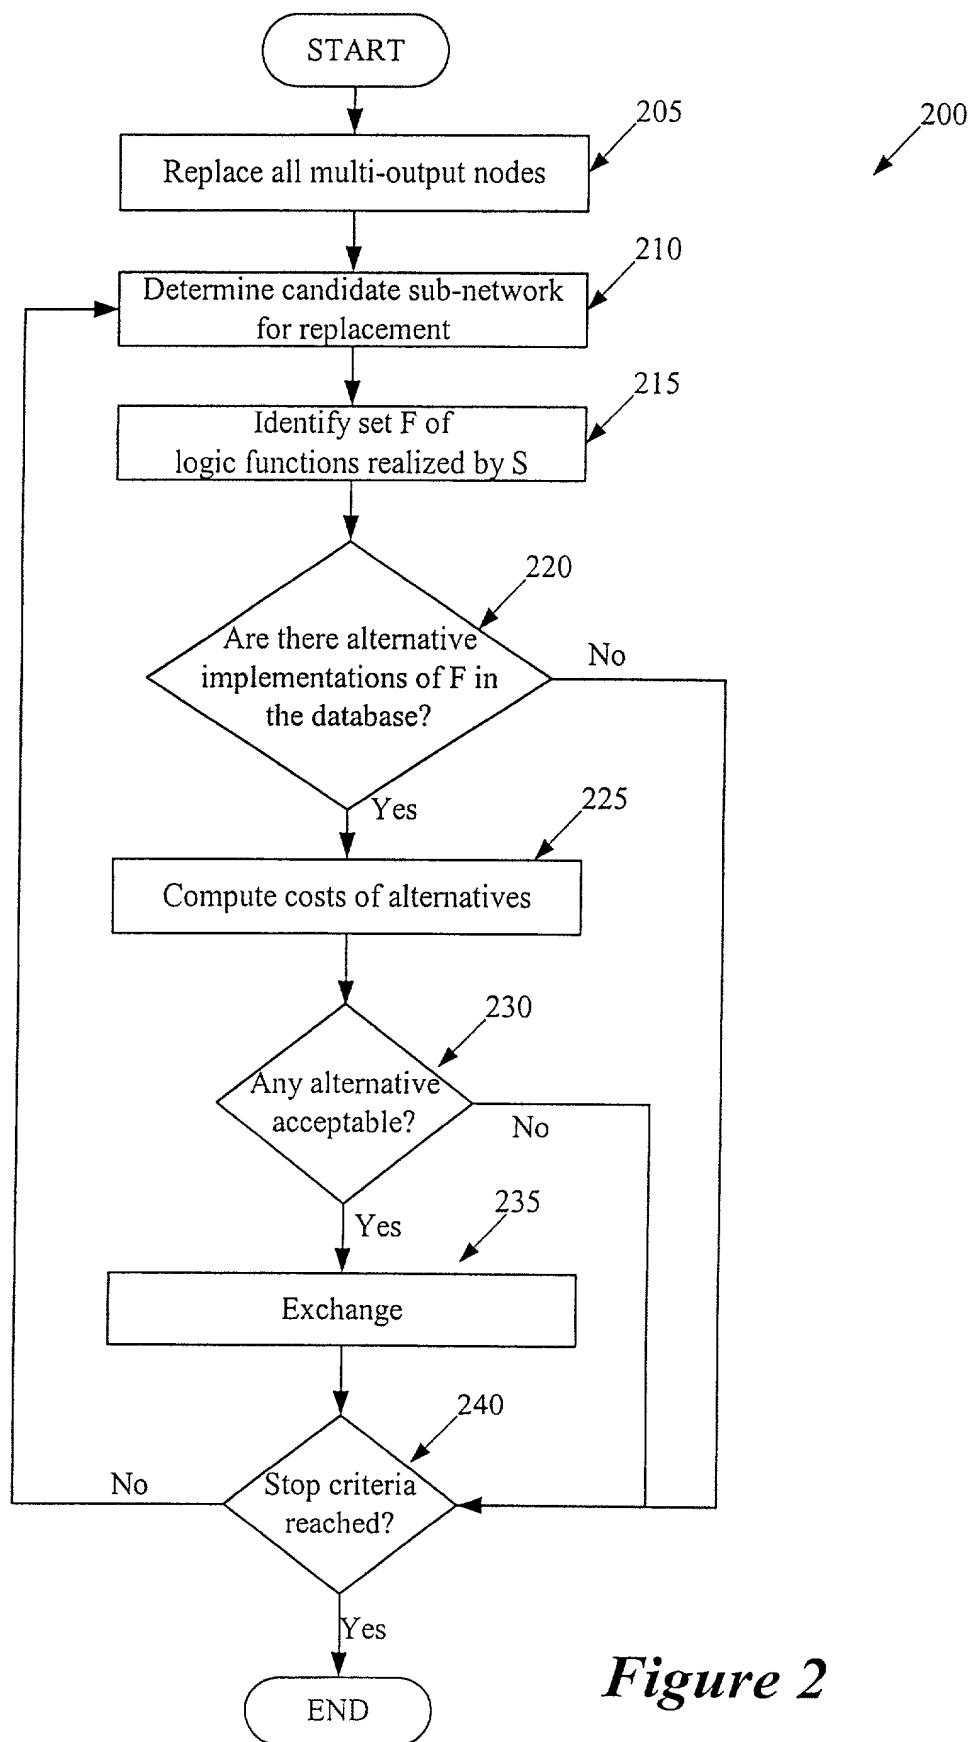 START
205
200
Replace all multi-output nodes
210
Determine candidate sub-network
for replacement
215
Identify set F of
logic functions realized by S
220
Are there alternative
implementations of F in
the database?
No
Yes
225
Compute costs of alternatives
230
Any alternative
acceptable?
No
Yes
235
Exchange
240
Stop criteria
reached?
No
Yes
END
Figure 2